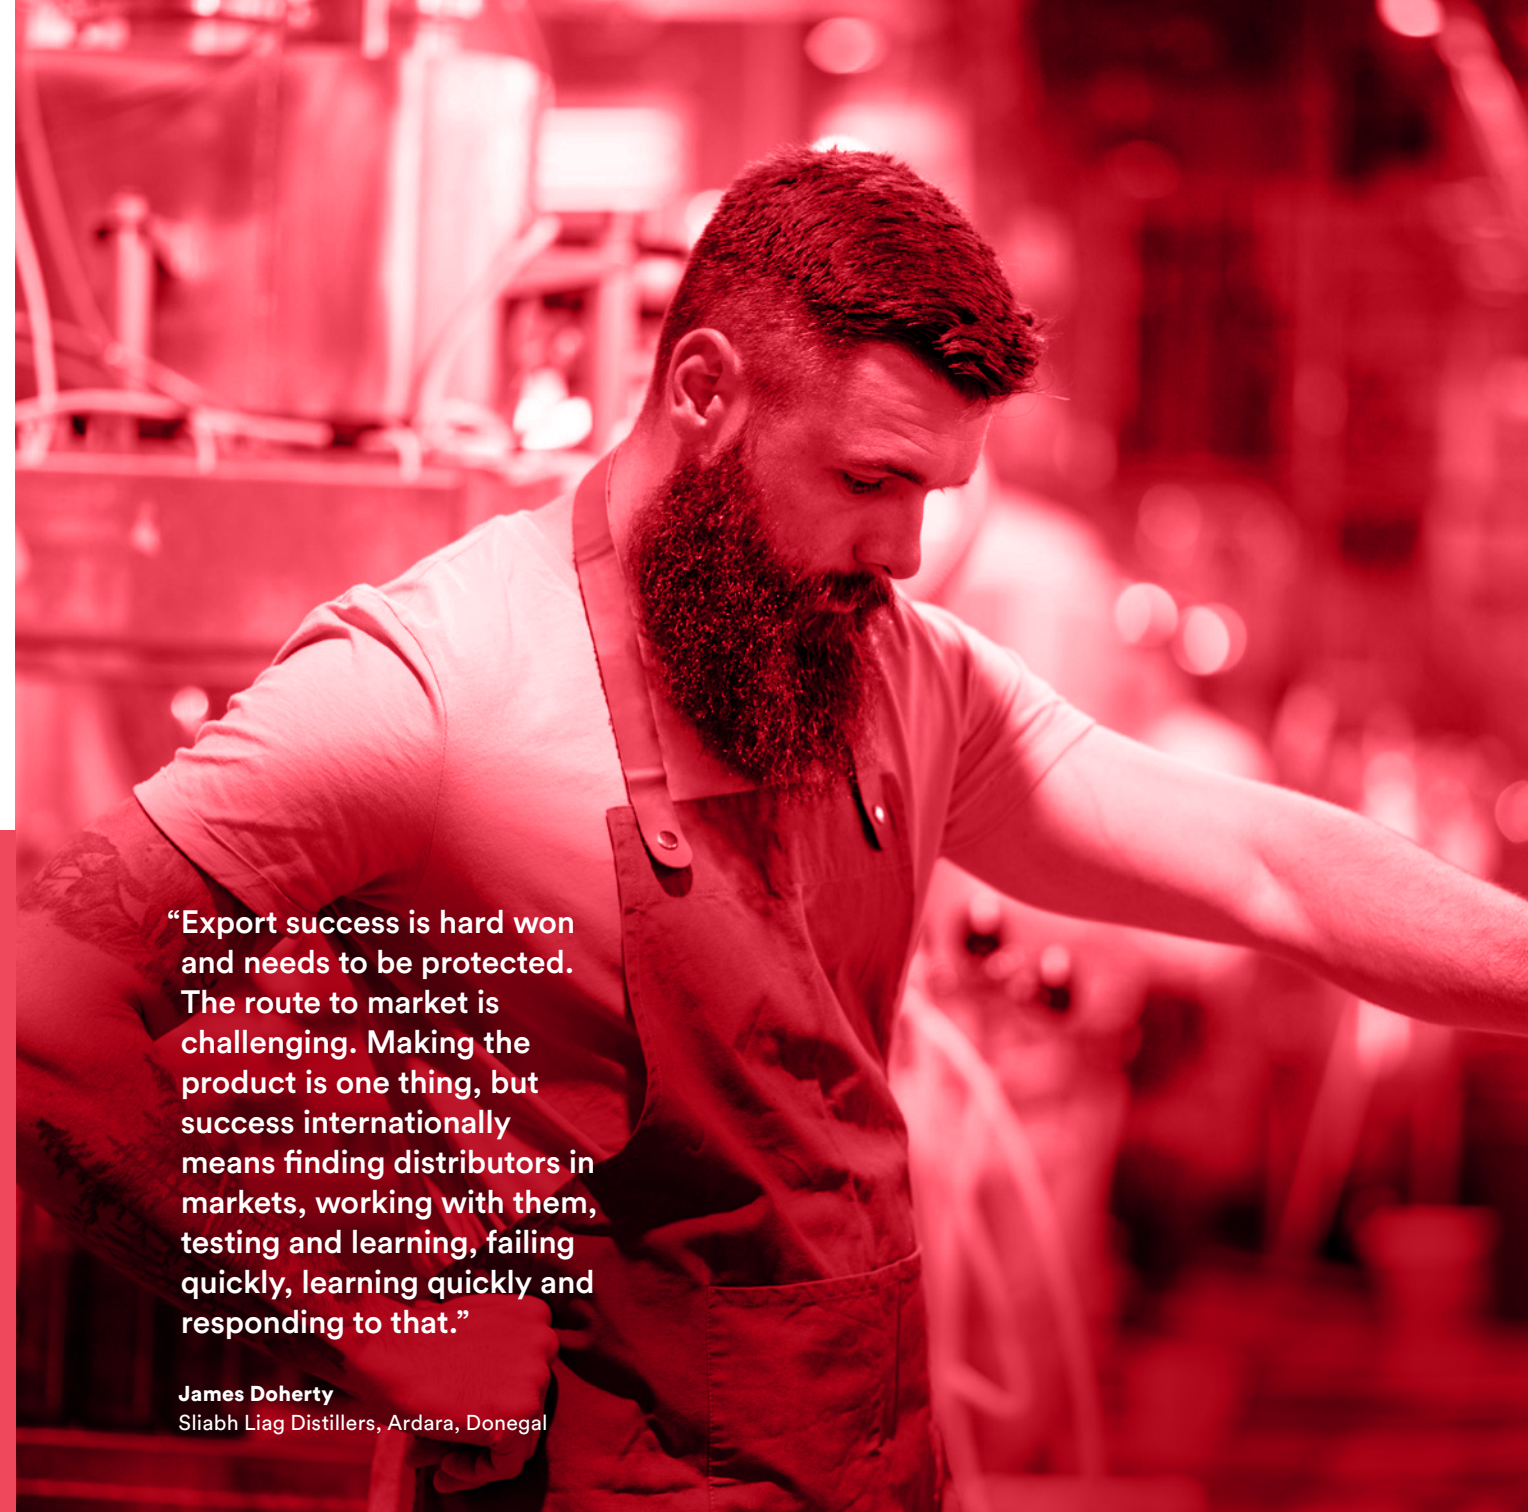 “Export success is hard won
and needs to be protected.
The route to market is
challenging. Making the
product is one thing, but
success internationally
means finding distributors in
markets, working with them,
testing and learning, failing
quickly, learning quickly and
responding to that.”
James Doherty
Sliabh Liag Distillers, Ardara, Donegal